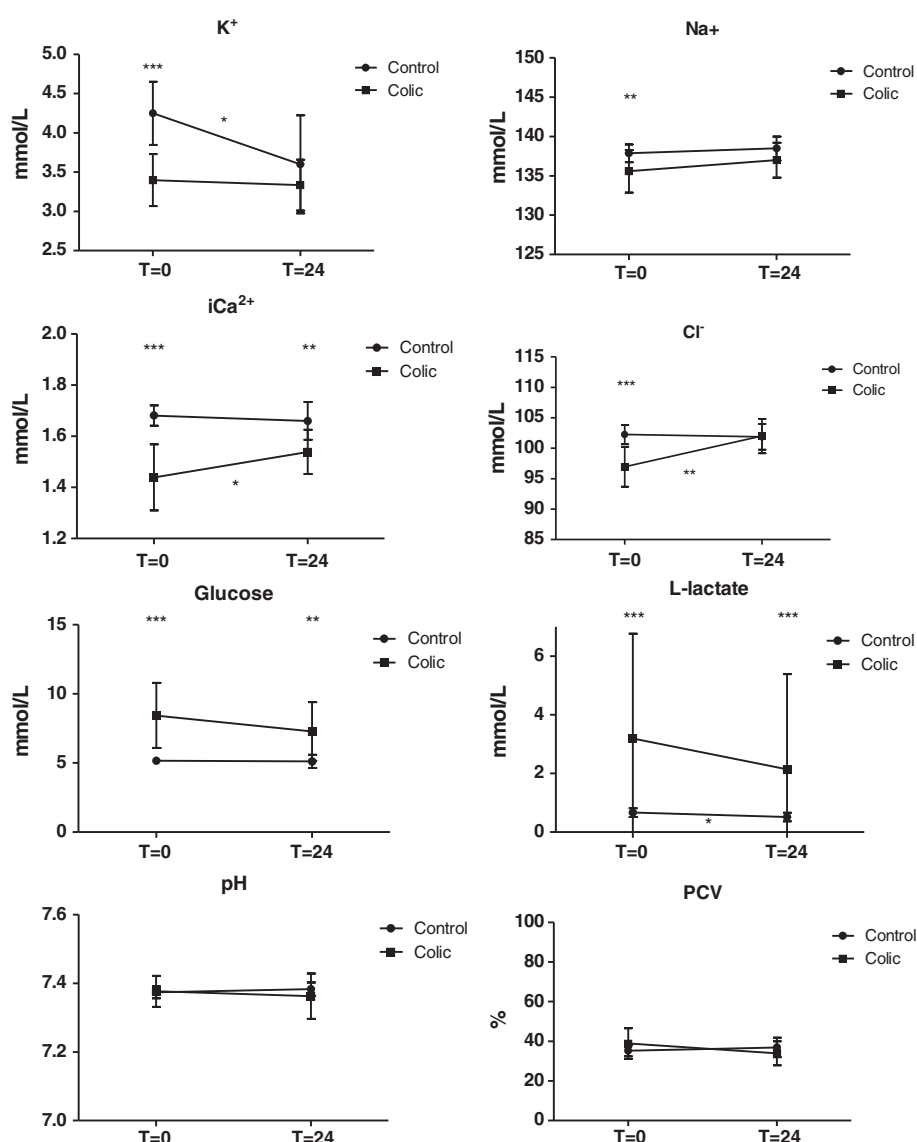 K+
mmol/L
5.0
4.5
4.0
3.5
3.0
2.5
***
*
T=0
T=24
Control
Colic
Na+
mmol/L
150
145
140
135
130
125
**
T=0
T=24
Control
Colic
iCa2+
mmol/L
2.0
1.8
1.6
1.4
1.2
***
**
*
T=0
T=24
Control
Colic
Cl-
mmol/L
115
110
105
100
95
90
85
***
**
T=0
T=24
Control
Colic
Glucose
mmol/L
15
10
5
0
***
**
T=0
T=24
Control
Colic
L-lactate
mmol/L
6
4
2
0
***
***
*
T=0
T=24
Control
Colic
pH
7.6
7.4
7.2
7.0
T=0
T=24
Control
Colic
PCV
%
100
80
60
40
20
0
T=0
T=24
Control
Colic